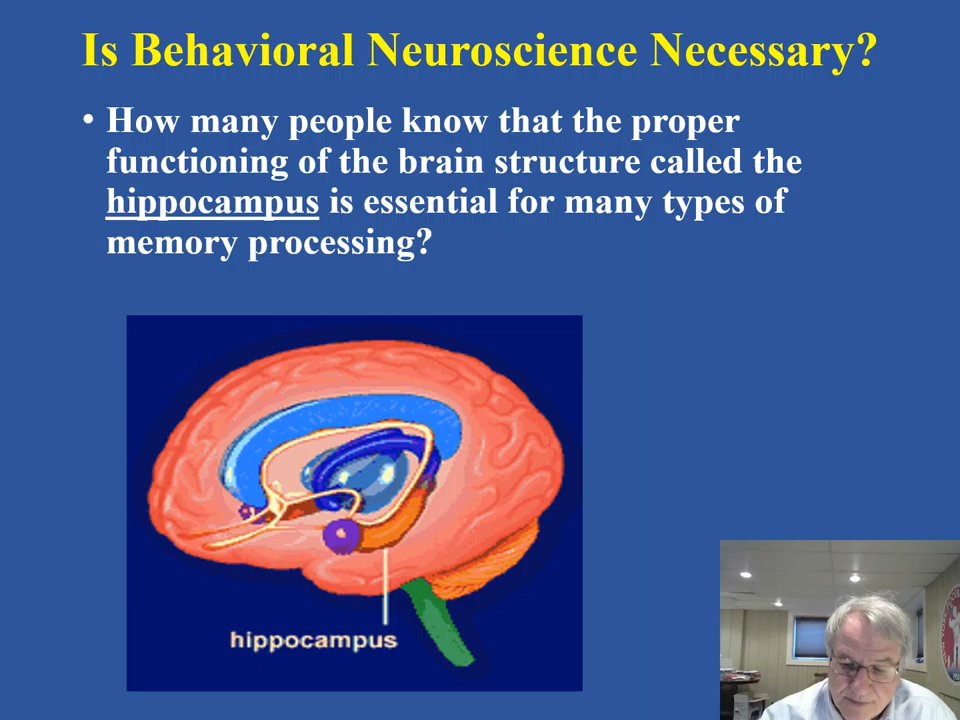 Is Behavioral Neuroscience Necessary?
• How many people know that the proper
functioning of the brain structure called the
hippocampus is essential for many types of
memory processing?
hippocampus